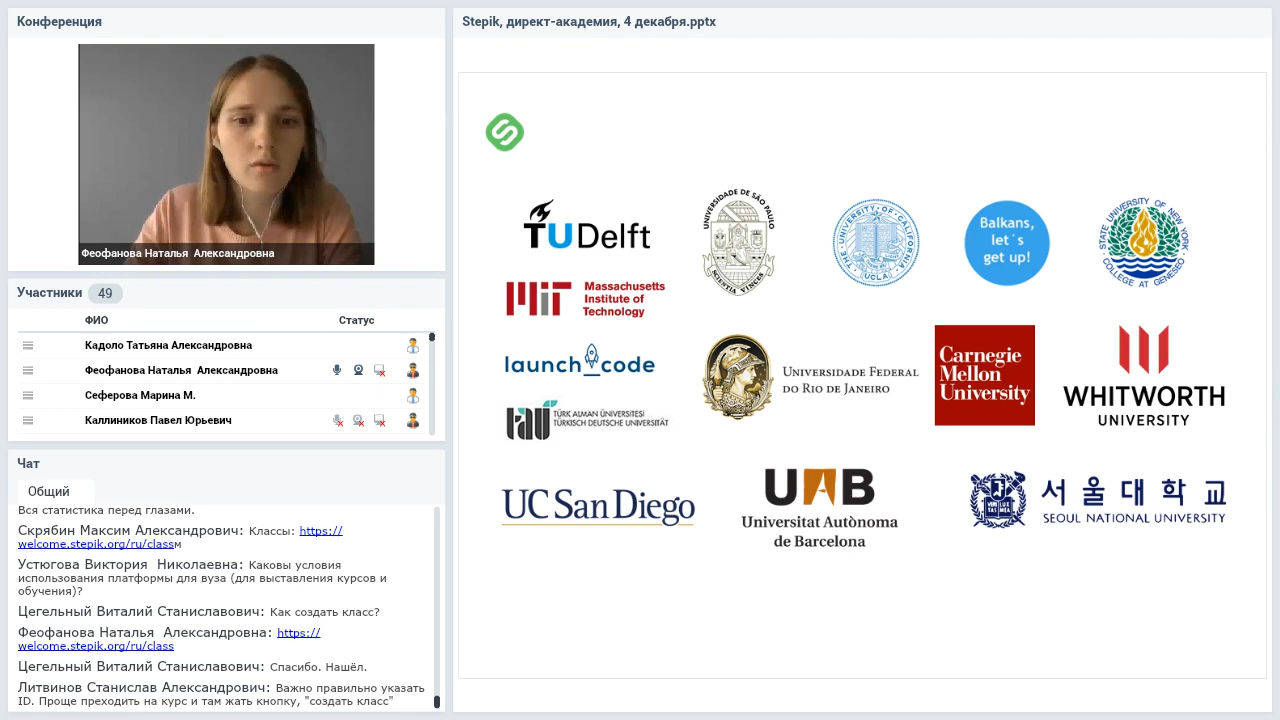 Конференция
Феофанова Наталья  Александровна
Участники 49
ФИО Статус
Кадоло Татьяна Александровна
Феофанова Наталья  Александровна
Сеферова Марина М.
Каллиников Павел Юрьевич
Чат
Общий
Вся статистика перед глазами.
Скрябин Максим Александрович: Классы: https://
welcome.stepik.org/ru/classм
Устюгова Виктория  Николаевна: Каковы условия
использования платформы для вуза (для выставления курсов и
обучения)?
Цегельный Виталий Станиславович: Как создать класс?
Феофанова Наталья  Александровна: https://
welcome.stepik.org/ru/class
Цегельный Виталий Станиславович: Спасибо. Нашёл.
Литвинов Станислав Александрович: Важно правильно указать
ID. Проще преходить на курс и там жать кнопку, "создать класс"
Stepik, директ-академия, 4 декабря.pptx
TU Delft
UNIVERSIDADE DE SÃO PAULO
SCIENTIA VINCES
THE UNIVERSITY OF CALIFORNIA
UCLA
Balkans,
let´s
get up!
STATE UNIVERSITY OF NEW YORK
COLLEGE AT GENESEO
MIT
Massachusetts
Institute of
Technology
launch_code
UNIVERSIDADE FEDERAL
DO RIO DE JANEIRO
Carnegie
Mellon
University
WHITWORTH
UNIVERSITY
TAU
TÜRK ALMAN ÜNİVERSİTESİ
TÜRKISCH DEUTSCHE UNIVERSITÄT
UC San Diego
UAB
Universitat Autònoma
de Barcelona
서울대학교
SEOUL NATIONAL UNIVERSITY